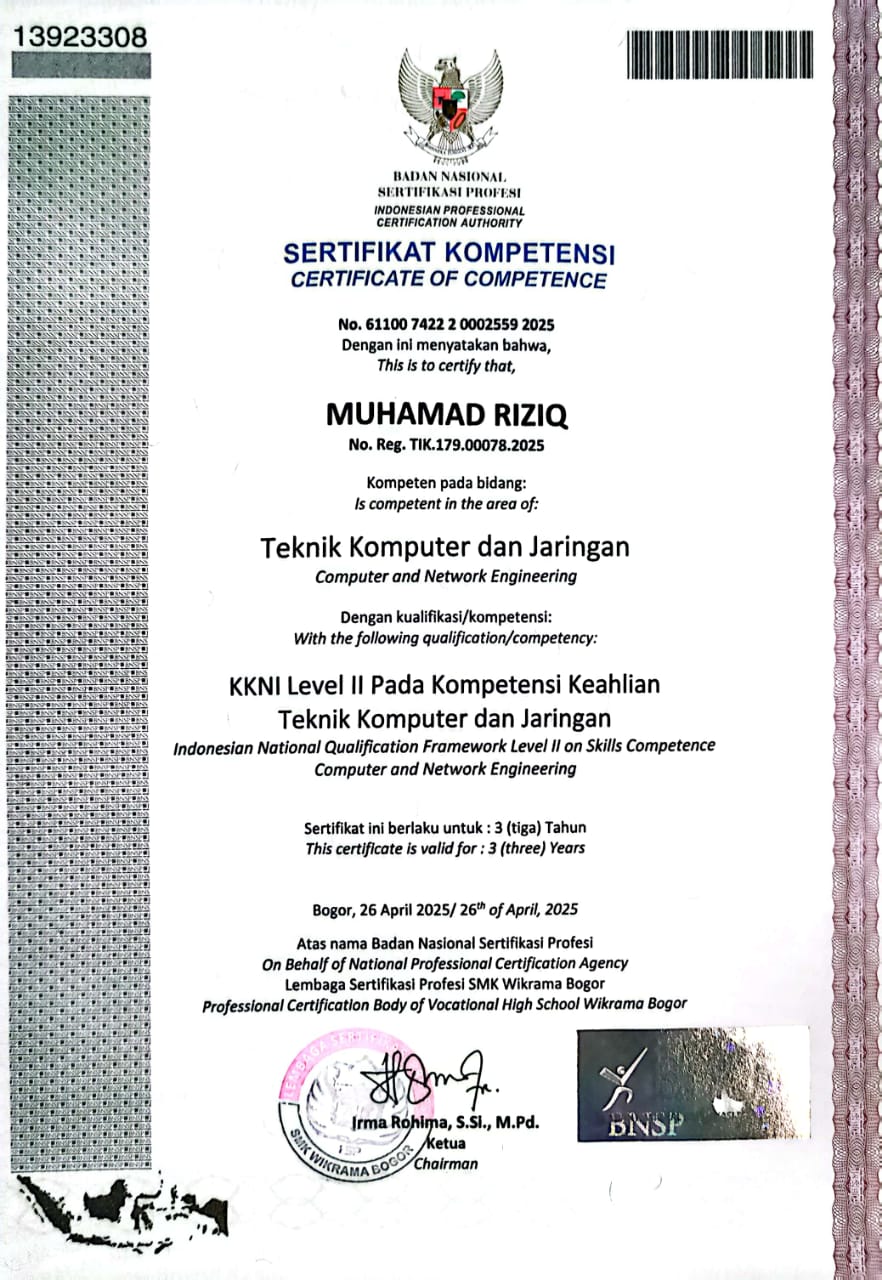 13923308
BADAN NASIONAL
SERTIFIKASI PROFESI
INDONESIAN PROFESSIONAL
CERTIFICATION AUTHORITY
SERTIFIKAT KOMPETENSI
CERTIFICATE OF COMPETENCE
No. 61100 7422 2 0002559 2025
Dengan ini menyatakan bahwa,
This is to certify that,
MUHAMAD RIZIQ
No. Reg. TIK.179.00078.2025
Kompeten pada bidang:
Is competent in the area of:
Teknik Komputer dan Jaringan
Computer and Network Engineering
Dengan kualifikasi/kompetensi:
With the following qualification/competency:
KKNI Level II Pada Kompetensi Keahlian
Teknik Komputer dan Jaringan
Indonesian National Qualification Framework Level II on Skills Competence
Computer and Network Engineering
Sertifikat ini berlaku untuk : 3 (tiga) Tahun
This certificate is valid for : 3 (three) Years
Bogor, 26 April 2025/ 26th of April, 2025
Atas nama Badan Nasional Sertifikasi Profesi
On Behalf of National Professional Certification Agency
Lembaga Sertifikasi Profesi SMK Wikrama Bogor
Professional Certification Body of Vocational High School Wikrama Bogor
LEMBAGA SERTIFIKASI
LSP
SMK WIKRAMA BOGOR
Irma Rohima, S.Si., M.Pd.
Ketua
Chairman
BNSP